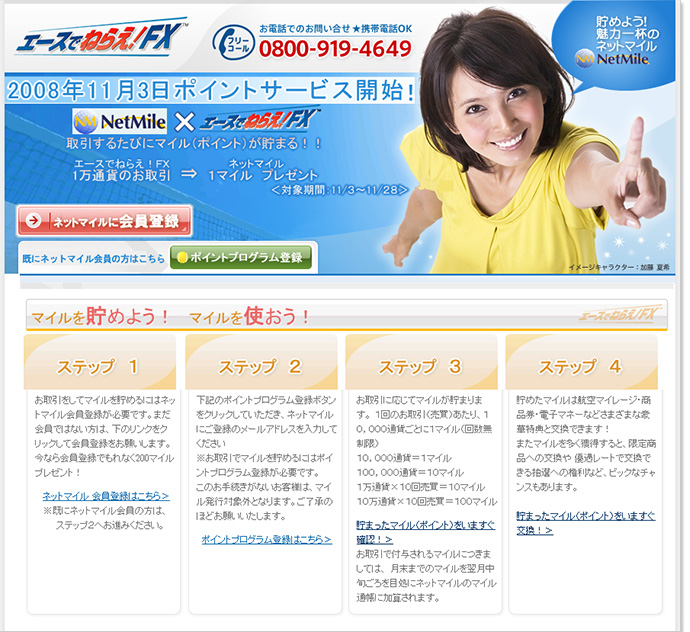 エースでねらえ!FX™
フリーコール
お電話でのお問い合せ★携帯電話OK
0800-919-4649
貯めよう!
魅力一杯の
ネットマイル
NM NetMile
2008年11月3日ポイントサービス開始!
NM NetMile × エースでねらえ!FX™
取引するたびにマイル(ポイント)が貯まる!!
エースでねらえ!FX
1万通貨のお取引 ⇒
ネットマイル
1マイル プレゼント
<対象期間:11/3~11/28>
ネットマイルに会員登録
既にネットマイル会員の方はこちら
ポイントプログラム登録
イメージキャラクター:加藤 夏希
マイルを貯めよう! マイルを使おう!
エースでねらえ!FX
ステップ 1
お取引をしてマイルを貯めるにはネッ
トマイル会員登録が必要です。まだ
会員ではない方は、下のリンクをク
リックして会員登録をお願いします。
今なら会員登録でもれなく200マイル
プレゼント!
ネットマイル 会員登録はこちら>
※既にネットマイル会員の方は、
ステップ2へお進みください。
ステップ 2
下記のポイントプログラム登録ボタン
をクリックしていただき、ネットマイル
にご登録のメールアドレスを入力して
ください
※お取引でマイルを貯めるにはポイ
ントプログラム登録が必要です。
このお手続きがないお客様は、マイ
ル発行対象外となります。ご了承の
ほどお願いいたします。
ポイントプログラム登録はこちら>
ステップ 3
お取引に応じてマイルが貯まりま
す。 1回のお取引(売買)あたり、1
0,000通貨ごとに1マイル(回数無
制限)
10,000通貨=1マイル
100,000通貨=10マイル
1万通貨×10回売買=10マイル
10万通貨×10回売買=100マイル
貯まったマイル(ポイント)をいますぐ
確認!>
お取引で付与されるマイルにつきま
しては、月末までのマイルを翌月中
旬ごろを目処にネットマイルのマイル
通帳に加算されます。
ステップ 4
貯めたマイルは航空マイレージ・商
品券・電子マネーなどさまざまな豪
華特典と交換できます!
またマイルを多く獲得すると、限定商
品への交換や 優遇レートで交換で
きる抽選への権利など、ビックなチャ
ンスもあります。
貯まったマイル(ポイント)をいますぐ
交換!>